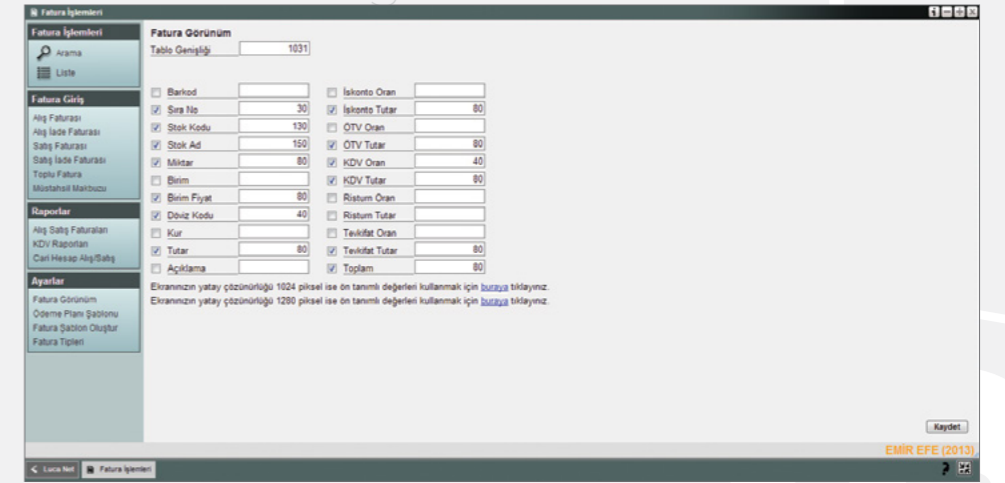 Fatura İşlemleri
Fatura İşlemleri
Arama
Liste
Fatura Giriş
Alış Faturası
Alış İade Faturası
Satış Faturası
Satış İade Faturası
Toplu Fatura
Müstahsil Makbuzu
Raporlar
Alış Satış Faturaları
KDV Raporları
Cari Hesap Alış/Satış
Ayarlar
Fatura Görünüm
Ödeme Planı Şablonu
Fatura Şablon Oluştur
Fatura Tipleri
Fatura Görünüm
Tablo Genişliği 1031
Barkod İskonto Oran
Sıra No 30 İskonto Tutar 80
Stok Kodu 130 ÖTV Oran
Stok Ad 150 ÖTV Tutar 80
Miktar 80 KDV Oran 40
Birim KDV Tutar 80
Birim Fiyat 80 Risturn Oran
Döviz Kodu 40 Risturn Tutar
Kur Tevkifat Oran
Tutar 80 Tevkifat Tutar 80
Açıklama Toplam 80
Ekranınızın yatay çözünürlüğü 1024 piksel ise ön tanımlı değerleri kullanmak için buraya tıklayınız.
Ekranınızın yatay çözünürlüğü 1280 piksel ise ön tanımlı değerleri kullanmak için buraya tıklayınız.
Kaydet
EMİR EFE (2013)
Luca Net Fatura İşlemleri